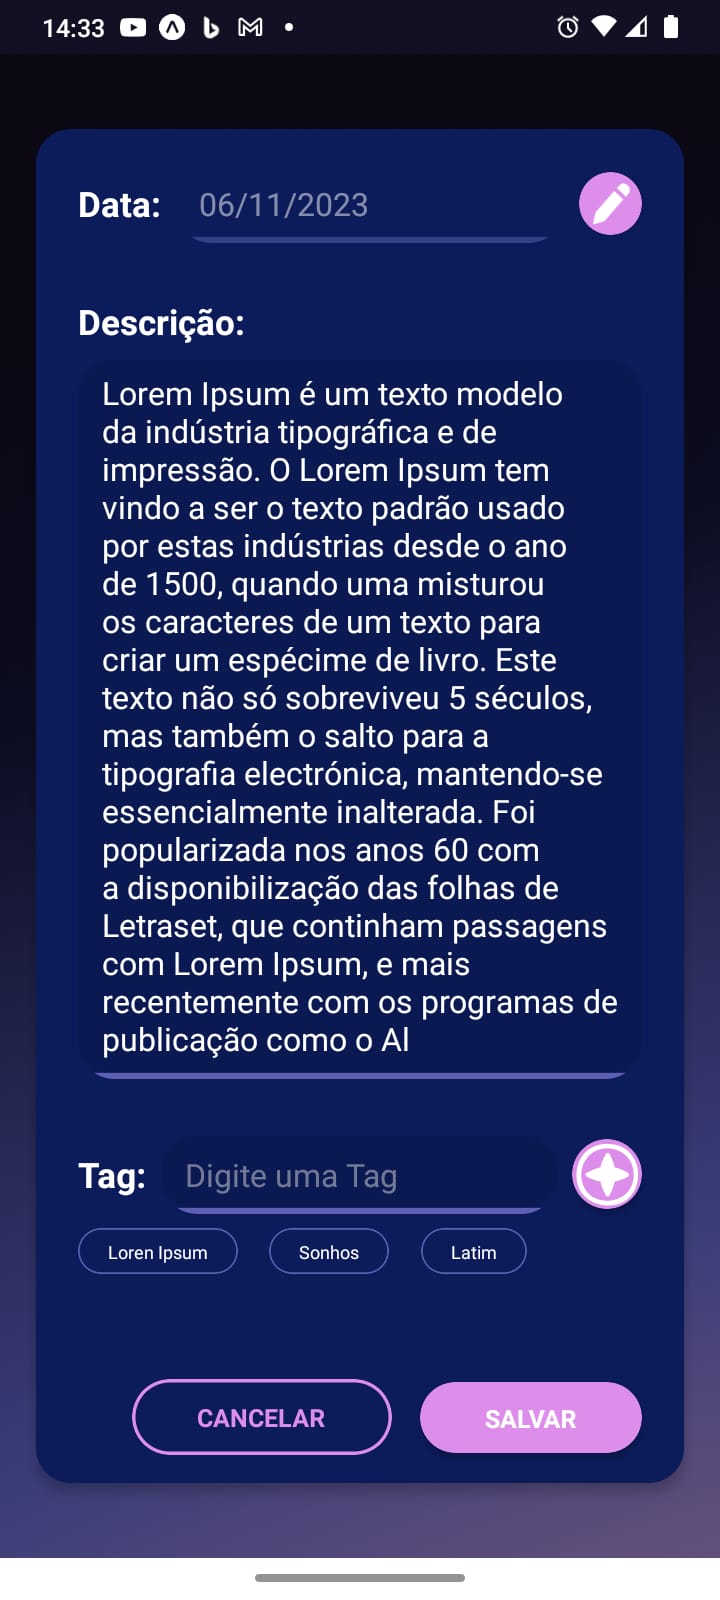 14:33
Data: 06/11/2023
Descrição:
Lorem Ipsum é um texto modelo
da indústria tipográfica e de
impressão. O Lorem Ipsum tem
vindo a ser o texto padrão usado
por estas indústrias desde o ano
de 1500, quando uma misturou
os caracteres de um texto para
criar um espécime de livro. Este
texto não só sobreviveu 5 séculos,
mas também o salto para a
tipografia electrónica, mantendo-se
essencialmente inalterada. Foi
popularizada nos anos 60 com
a disponibilização das folhas de
Letraset, que continham passagens
com Lorem Ipsum, e mais
recentemente com os programas de
publicação como o Al
Tag: Digite uma Tag
Loren Ipsum Sonhos Latim
CANCELAR SALVAR